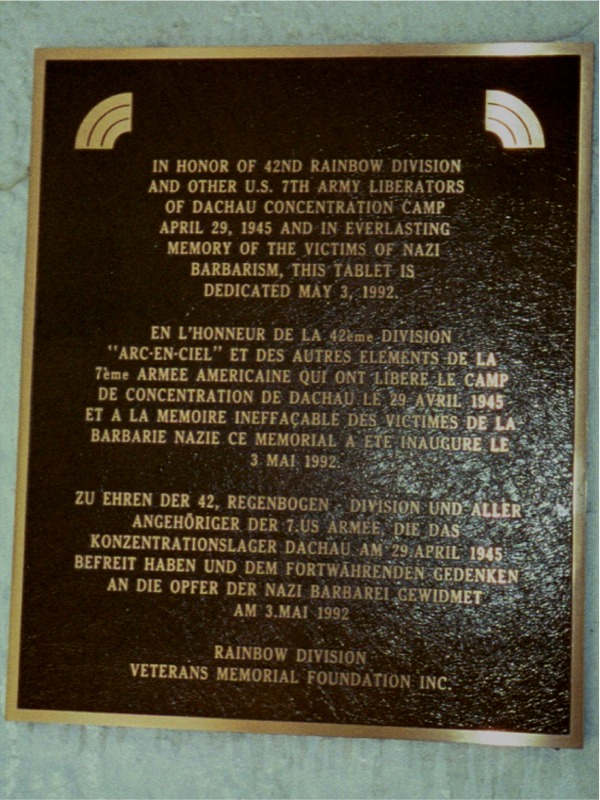 IN HONOR OF 42ND RAINBOW DIVISION
AND OTHER U.S. 7TH ARMY LIBERATORS
OF DACHAU CONCENTRATION CAMP
APRIL 29, 1945 AND IN EVERLASTING
MEMORY OF THE VICTIMS OF NAZI
BARBARISM, THIS TABLET IS
DEDICATED MAY 3, 1992.
EN L'HONNEUR DE LA 42ème DIVISION
"ARC-EN-CIEL" ET DES AUTRES ELEMENTS DE LA
7ème ARMEE AMERICAINE QUI ONT LIBERE LE CAMP
DE CONCENTRATION DE DACHAU LE 29 AVRIL 1945
ET A LA MEMOIRE INEFFAÇABLE DES VICTIMES DE LA
BARBARIE NAZIE CE MEMORIAL A ETE INAUGURE LE
3 MAI 1992.
ZU EHREN DER 42, REGENBOGEN - DIVISION UND ALLER
ANGEHÖRIGER DER 7.US ARMEE, DIE DAS
KONZENTRATIONSLAGER DACHAU AM 29.APRIL 1945
BEFREIT HABEN UND DEM FORTWÄHRENDEN GEDENKEN
AN DIE OPFER DER NAZI BARBAREI GEWIDMET
AM 3.MAI 1992
RAINBOW DIVISION
VETERANS MEMORIAL FOUNDATION INC.